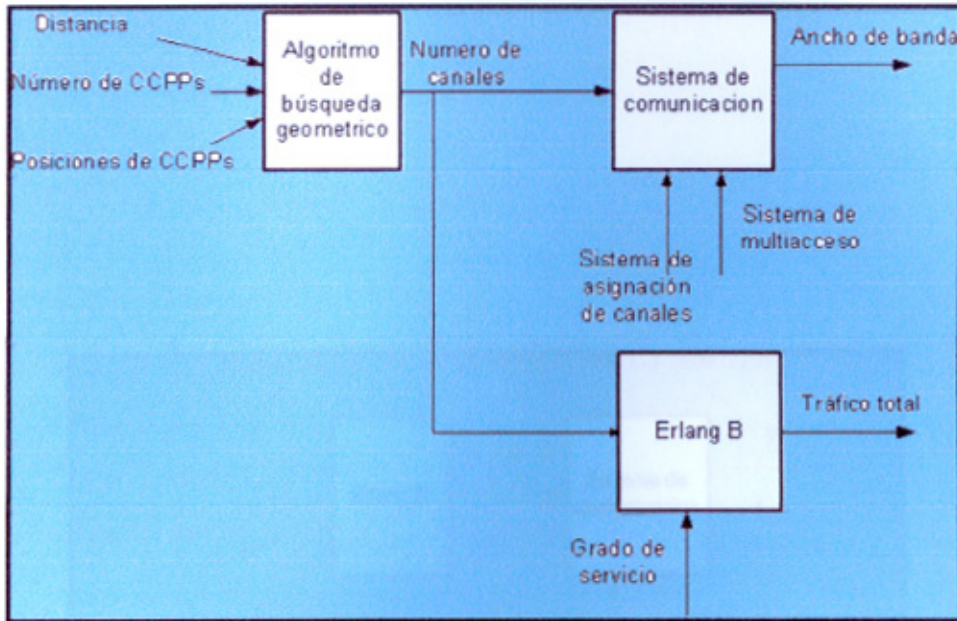 Distancia
Número de CCPPs
Posiciones de CCPPs
Algoritmo
de
búsqueda
geometrico
Numero de
canales
Sistema de
comunicacion
Ancho de banda
Sistema de
multiacceso
Sistema de
asignación
de canales
Erlang B
Tráfico total
Grado de
servicio